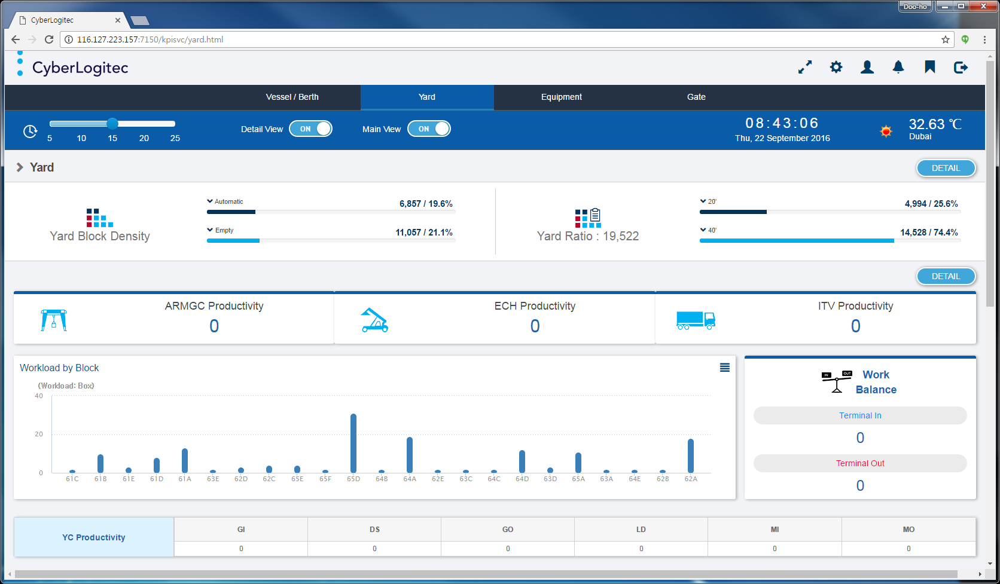 Doo-ho
CyberLogitec
116.127.223.157:7150/kpisvc/yard.html
CyberLogitec
Vessel / Berth Yard Equipment Gate
5 10 15 20 25
Detail View ON Main View ON
08:43:06
Thu, 22 September 2016
32.63 ℃
Dubai
Yard
DETAIL
Yard Block Density
Automatic 6,857 / 19.6%
Empty 11,057 / 21.1%
Yard Ratio : 19,522
20' 4,994 / 25.6%
40' 14,528 / 74.4%
DETAIL
ARMGC Productivity
0
ECH Productivity
0
ITV Productivity
0
Workload by Block
(Workload: Box)
40
20
0
61C 61B 61E 61D 61A 63E 62D 62C 65E 65F 65D 64B 64A 62E 63C 64C 64D 63D 65A 63A 64E 62B 62A
IN OUT
Work
Balance
Terminal In
0
Terminal Out
0
YC Productivity
GI DS GO LD MI MO
0 0 0 0 0 0